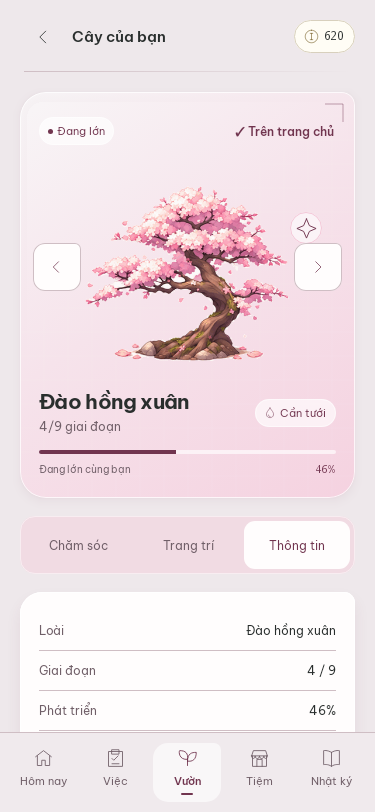 Cây của bạn
620
Đang lớn
✓ Trên trang chủ
Đào hồng xuân
4/9 giai đoạn
Cần tưới
Đang lớn cùng bạn
46%
Chăm sóc
Trang trí
Thông tin
Loài
Đào hồng xuân
Giai đoạn
4 / 9
Phát triển
46%
Hôm nay
Việc
Vườn
Tiệm
Nhật ký